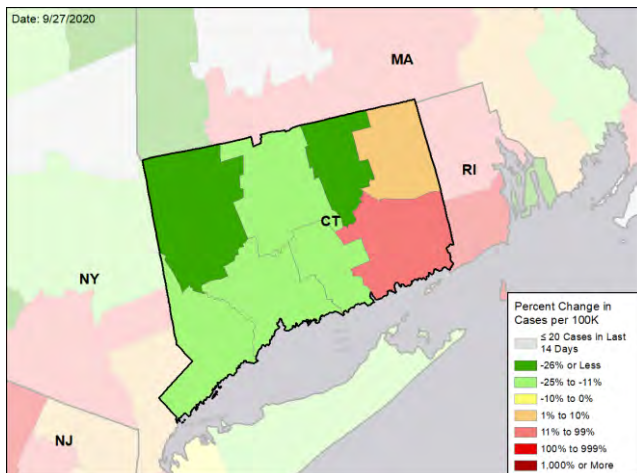 Date: 9/27/2020
MA
RI
CT
NY
NJ
Percent Change in
Cases per 100K
≤ 20 Cases in Last
14 Days
-26% or Less
-25% to -11%
-10% to 0%
1% to 10%
11% to 99%
100% to 999%
1,000% or More